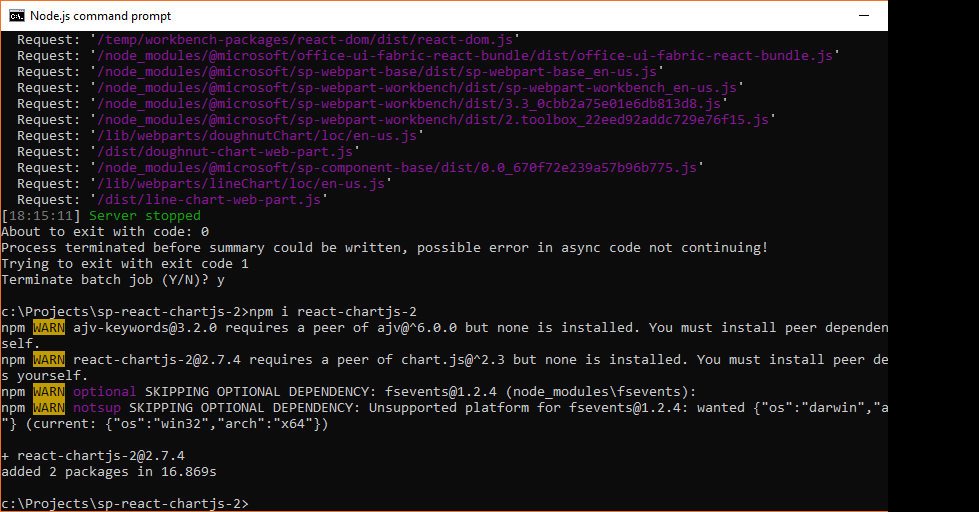 Node.js command prompt
Request: '/temp/workbench-packages/react-dom/dist/react-dom.js'
Request: '/node_modules/@microsoft/office-ui-fabric-react-bundle/dist/office-ui-fabric-react-bundle.js'
Request: '/node_modules/@microsoft/sp-webpart-base/dist/sp-webpart-base_en-us.js'
Request: '/node_modules/@microsoft/sp-webpart-workbench/dist/sp-webpart-workbench_en-us.js'
Request: '/node_modules/@microsoft/sp-webpart-workbench/dist/3.3_0cbb2a75e01e6db813d8.js'
Request: '/node_modules/@microsoft/sp-webpart-workbench/dist/2.toolbox_22eed92addc729e76f15.js'
Request: '/lib/webparts/doughnutChart/loc/en-us.js'
Request: '/dist/doughnut-chart-web-part.js'
Request: '/node_modules/@microsoft/sp-component-base/dist/0.0_670f72e239a57b96b775.js'
Request: '/lib/webparts/lineChart/loc/en-us.js'
Request: '/dist/line-chart-web-part.js'
[18:15:11] Server stopped
About to exit with code: 0
Process terminated before summary could be written, possible error in async code not continuing!
Trying to exit with exit code 1
Terminate batch job (Y/N)? y
c:\Projects\sp-react-chartjs-2>npm i react-chartjs-2
npm WARN ajv-keywords@3.2.0 requires a peer of ajv@^6.0.0 but none is installed. You must install peer dependen
self.
npm WARN react-chartjs-2@2.7.4 requires a peer of chart.js@^2.3 but none is installed. You must install peer de
s yourself.
npm WARN optional SKIPPING OPTIONAL DEPENDENCY: fsevents@1.2.4 (node_modules\fsevents):
npm WARN notsup SKIPPING OPTIONAL DEPENDENCY: Unsupported platform for fsevents@1.2.4: wanted {"os":"darwin","a
"} (current: {"os":"win32","arch":"x64"})
+ react-chartjs-2@2.7.4
added 2 packages in 16.869s
c:\Projects\sp-react-chartjs-2>